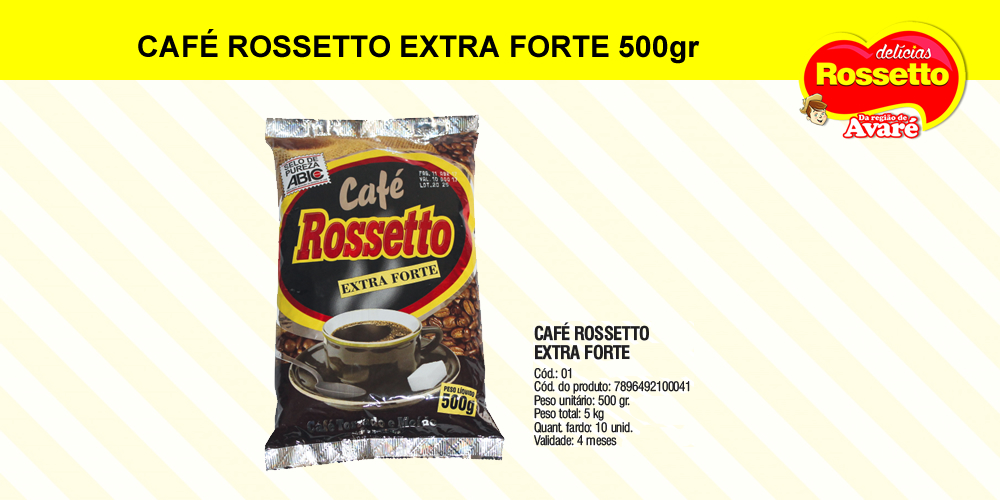 CAFÉ ROSSETTO EXTRA FORTE 500gr
delícias
Rossetto
Da região de
Avaré
SELO DE
PUREZA
ABIC
Café
Rossetto
EXTRA FORTE
PESO LÍQUIDO
500g
Café e Moído
CAFÉ ROSSETTO
EXTRA FORTE
Cód.: 01
Cód. do produto: 7896492100041
Peso unitário: 500 gr.
Peso total: 5 kg
Quant. fardo: 10 unid.
Validade: 4 meses